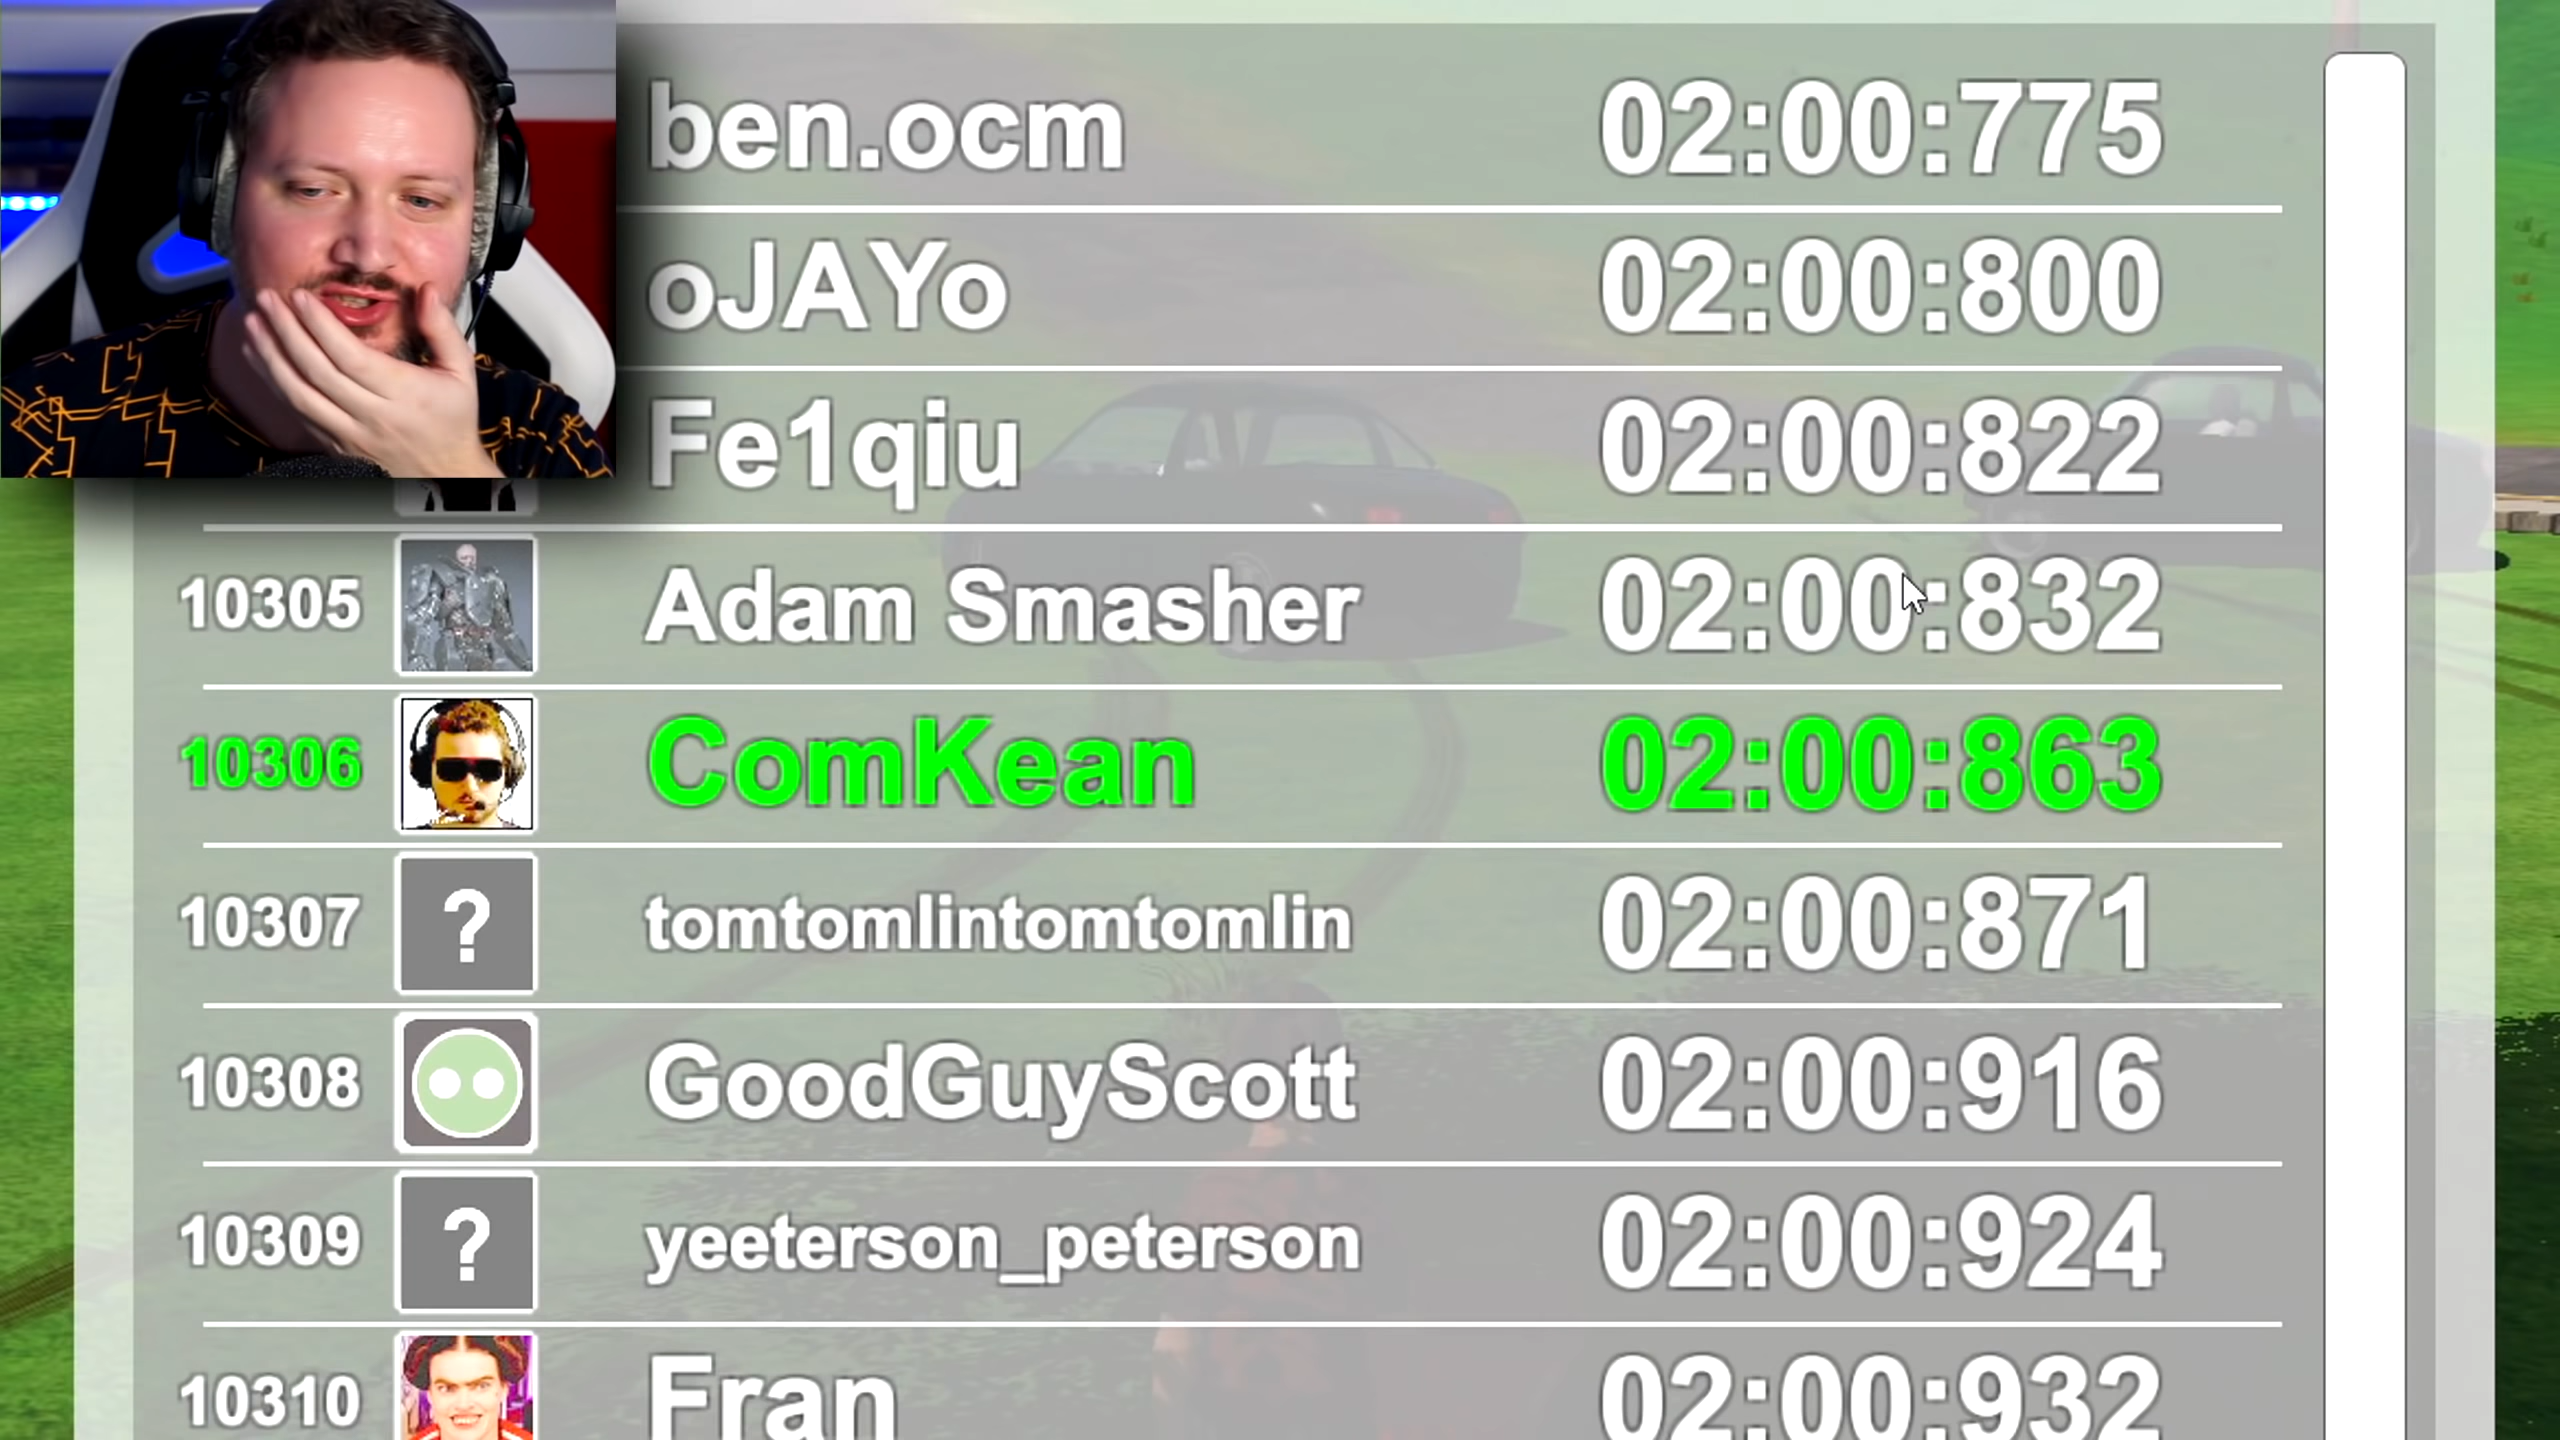 ben.ocm 02:00:775
oJAYo 02:00:800
Fe1qiu 02:00:822
10305 Adam Smasher 02:00:832
10306 ComKean 02:00:863
10307 ? tomtomlintomtomlin 02:00:871
10308 GoodGuyScott 02:00:916
10309 ? yeeterson_peterson 02:00:924
10310 Fran 02:00:932